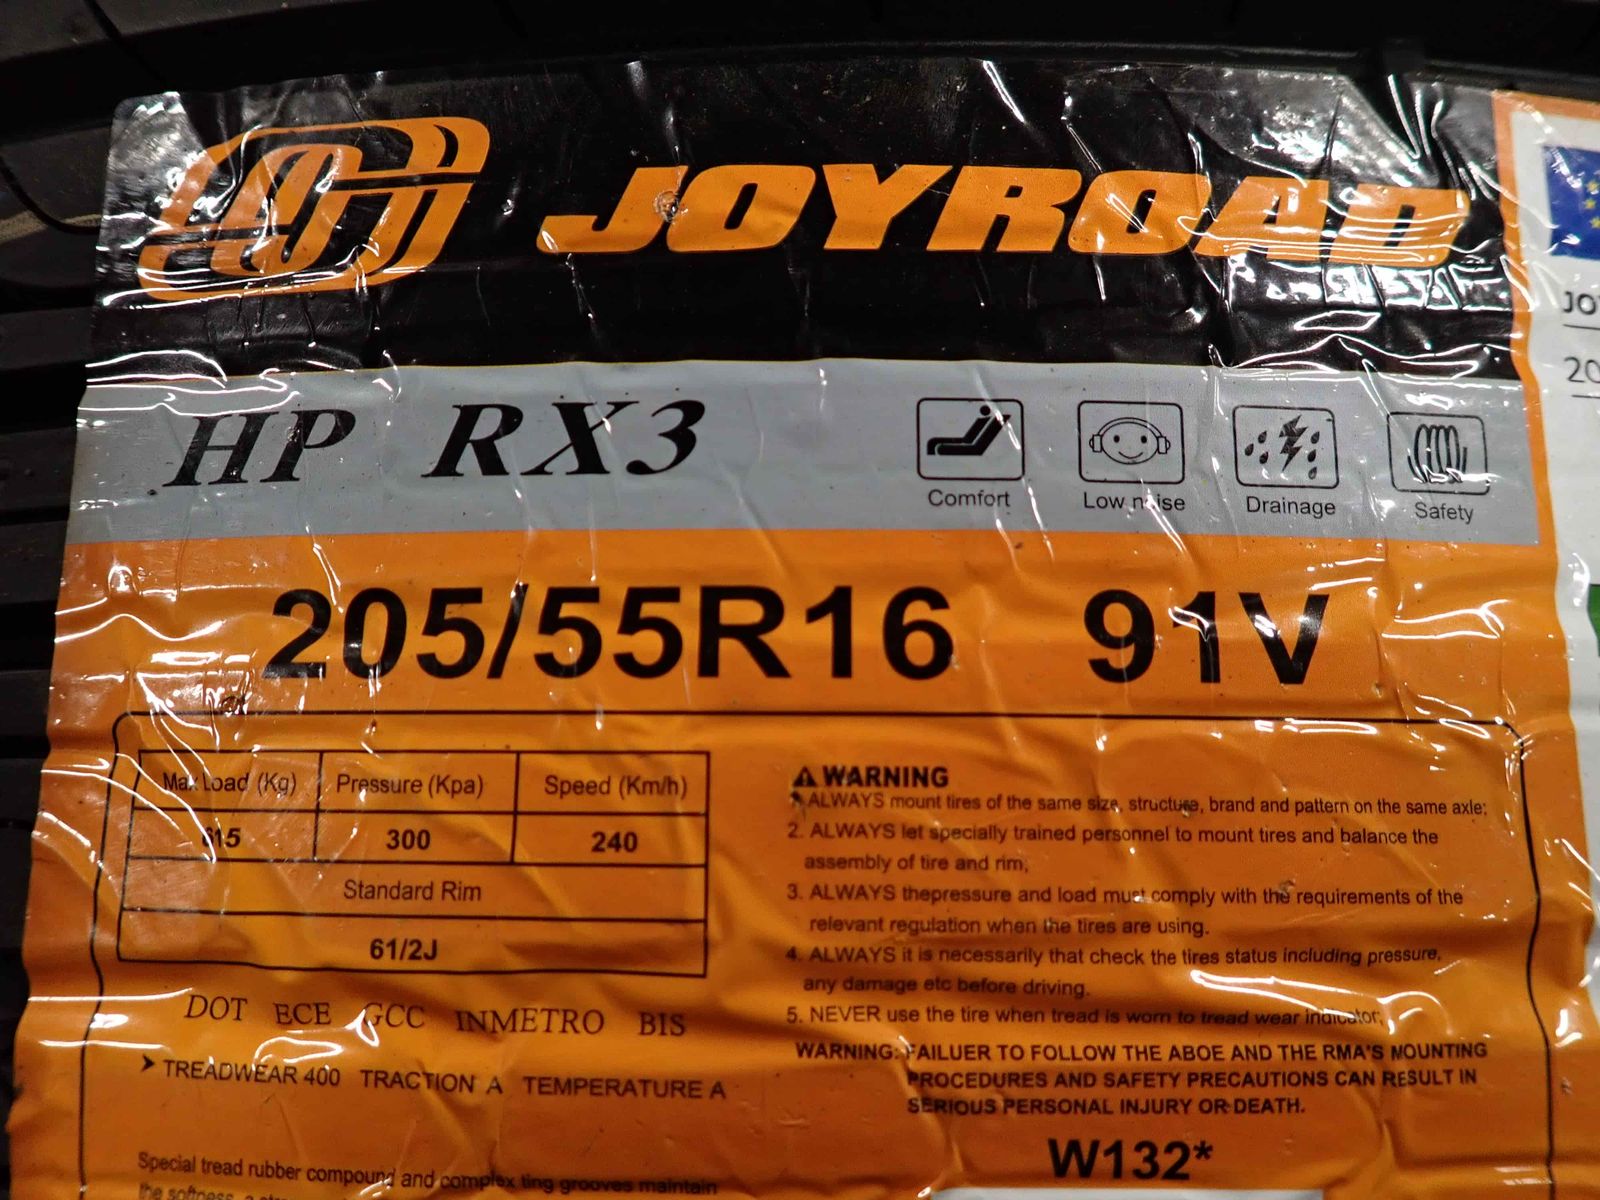 JOYROAD
HP RX3
Comfort
Low noise
Drainage
Safety
205/55R16 91V
Max Load (Kg) Pressure (Kpa) Speed (Km/h)
615 300 240
Standard Rim
61/2J
DOT ECE GCC INMETRO BIS
➤ TREADWEAR 400 TRACTION A TEMPERATURE A
Special tread rubber compound and complex ting grooves maintain
the softness, a
⚠ WARNING
1. ALWAYS mount tires of the same size, structure, brand and pattern on the same axle;
2. ALWAYS let specially trained personnel to mount tires and balance the
assembly of tire and rim;
3. ALWAYS thepressure and load must comply with the requirements of the
relevant regulation when the tires are using.
4. ALWAYS it is necessarily that check the tires status including pressure,
any damage etc before driving.
5. NEVER use the tire when tread is worn to tread wear indicator;
WARNING: FAILUER TO FOLLOW THE ABOE AND THE RMA'S MOUNTING
PROCEDURES AND SAFETY PRECAUTIONS CAN RESULT IN
SERIOUS PERSONAL INJURY OR DEATH.
W132*
JO
20